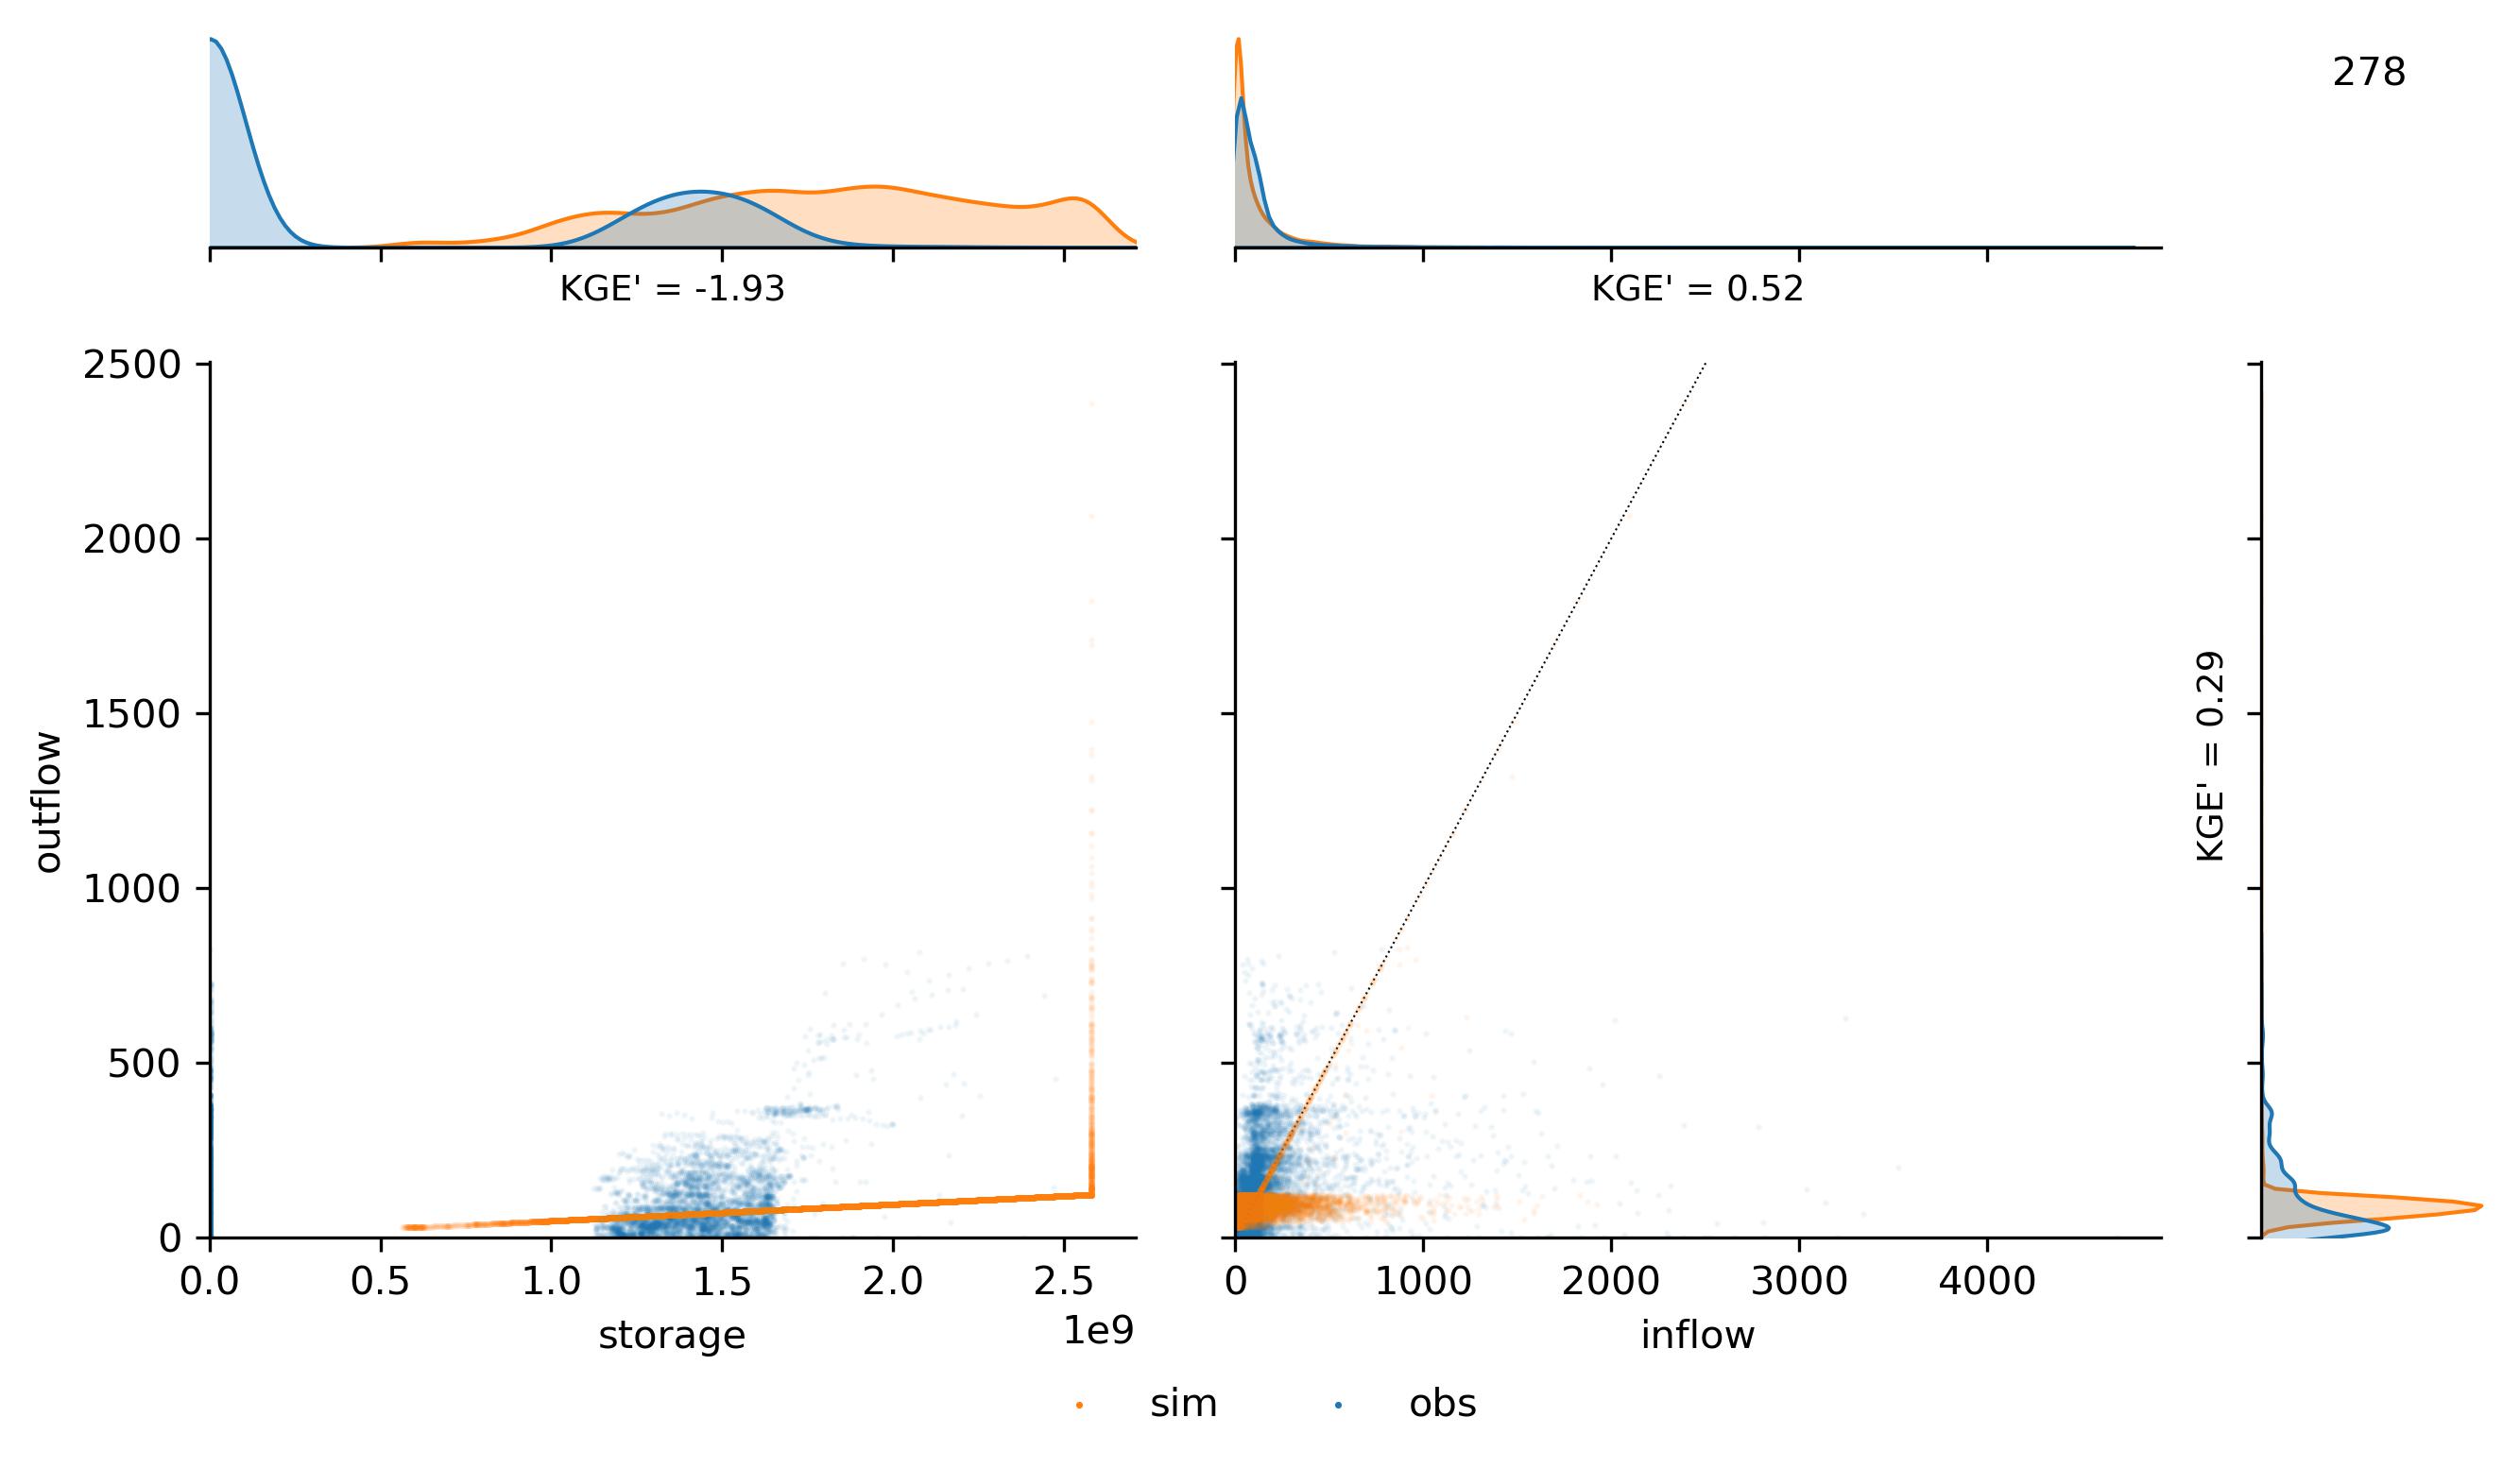 278
KGE' = -1.93
KGE' = 0.52
2500
2000
1500
1000
500
0
outflow
KGE' = 0.29
0.0 0.5 1.0 1.5 2.0 2.5
1e9
storage
0 1000 2000 3000 4000
inflow
sim obs